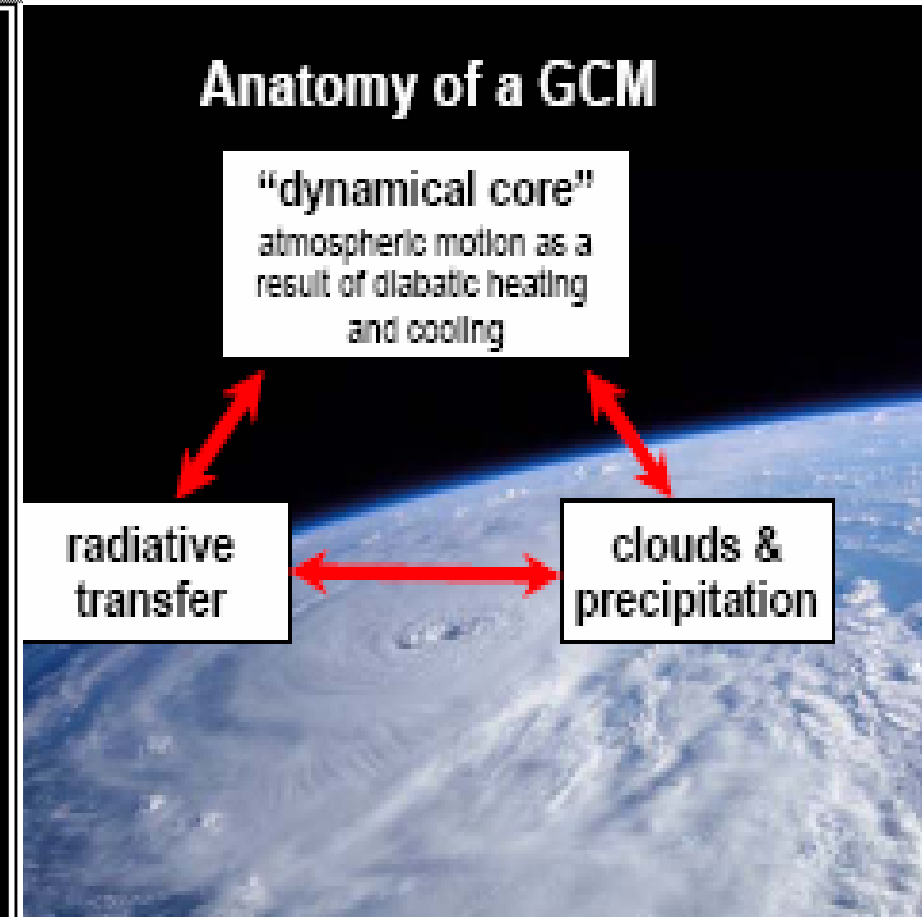 Anatomy of a GCM
“dynamical core”
atmospheric motion as a
result of diabatic heating
and cooling
radiative
transfer
clouds &
precipitation